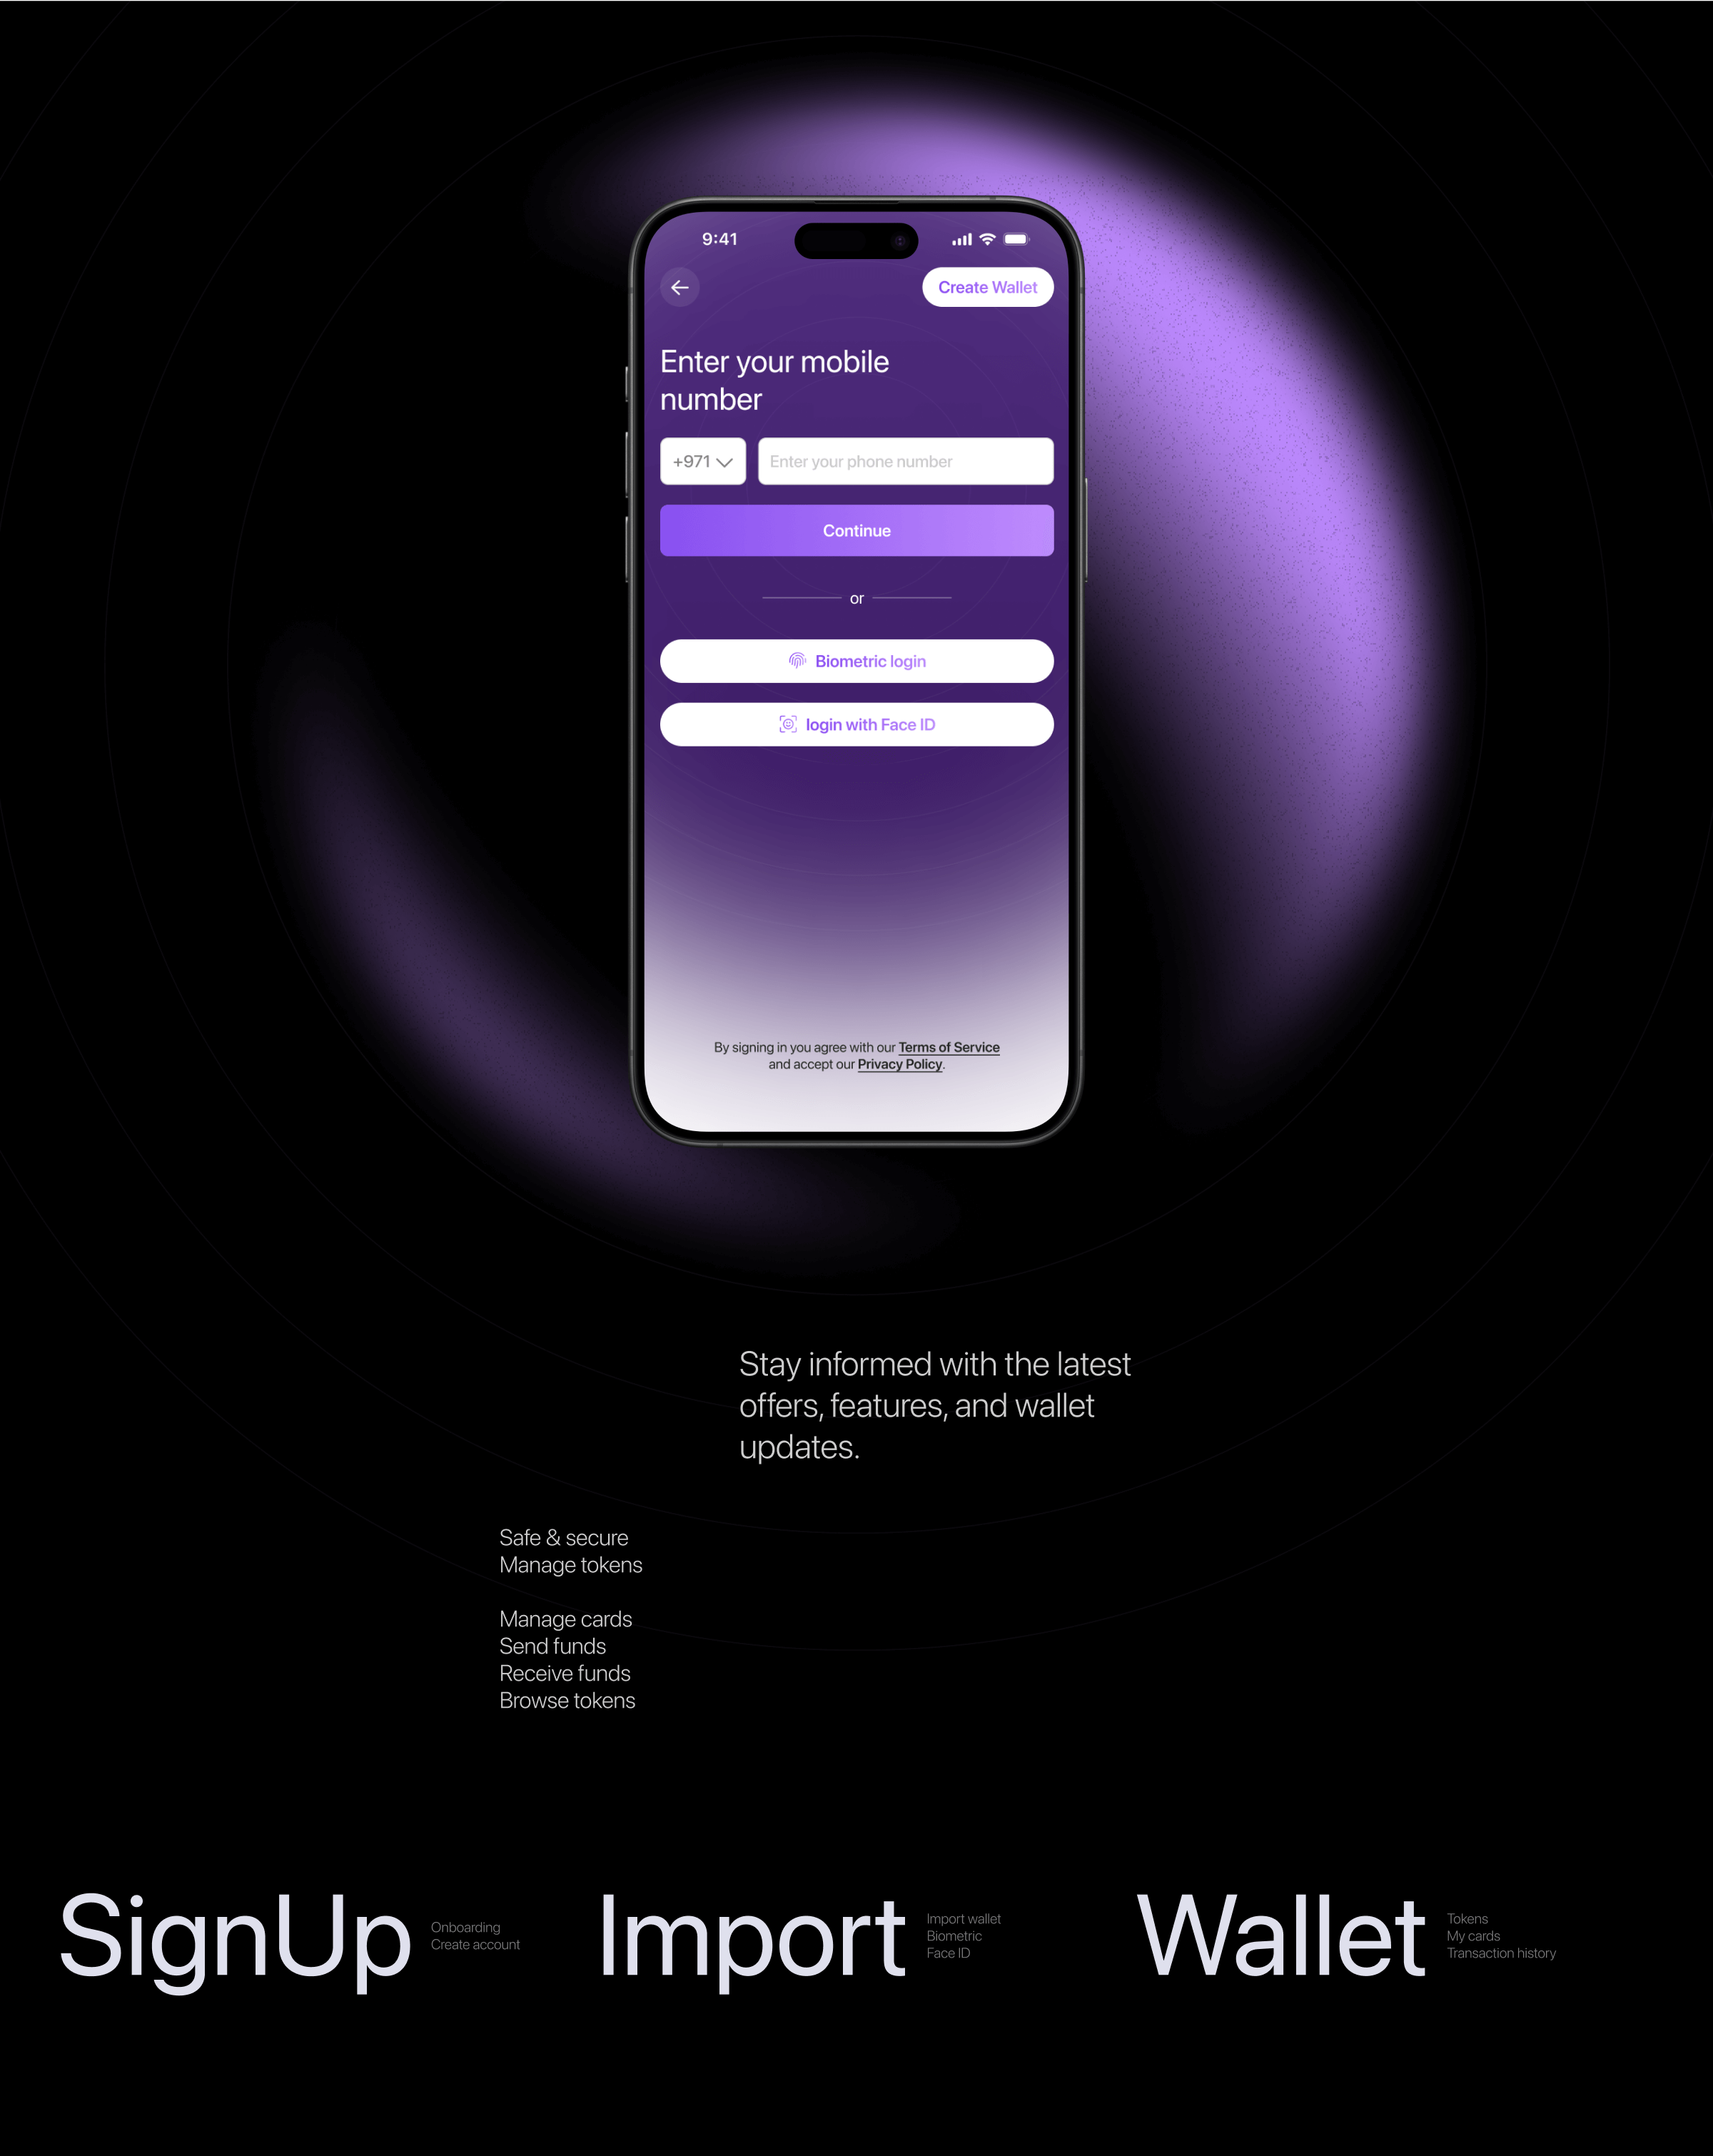 9:41
Create Wallet
Enter your mobile
number
+971
Enter your phone number
Continue
or
Biometric login
login with Face ID
By signing in you agree with our Terms of Service
and accept our Privacy Policy.
Stay informed with the latest
offers, features, and wallet
updates.
Safe & secure
Manage tokens
Manage cards
Send funds
Receive funds
Browse tokens
SignUp
Onboarding
Create account
Import
Import wallet
Biometric
Face ID
Wallet
Tokens
My cards
Transaction history